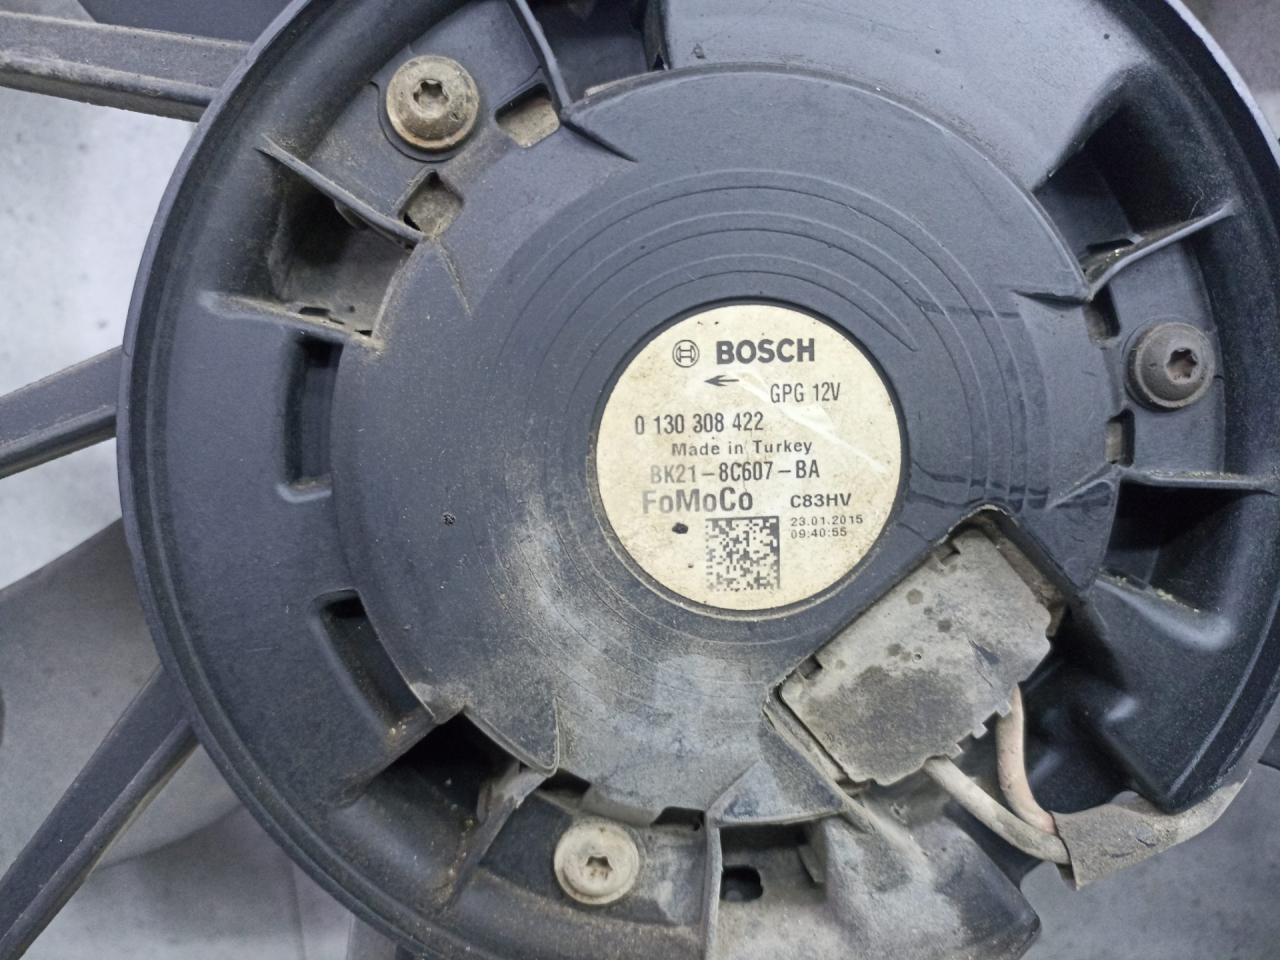 BOSCH
GPG 12V
0 130 308 422
Made in Turkey
BK21-8C607-BA
FoMoCo C83HV
23.01.2015
09:40:55